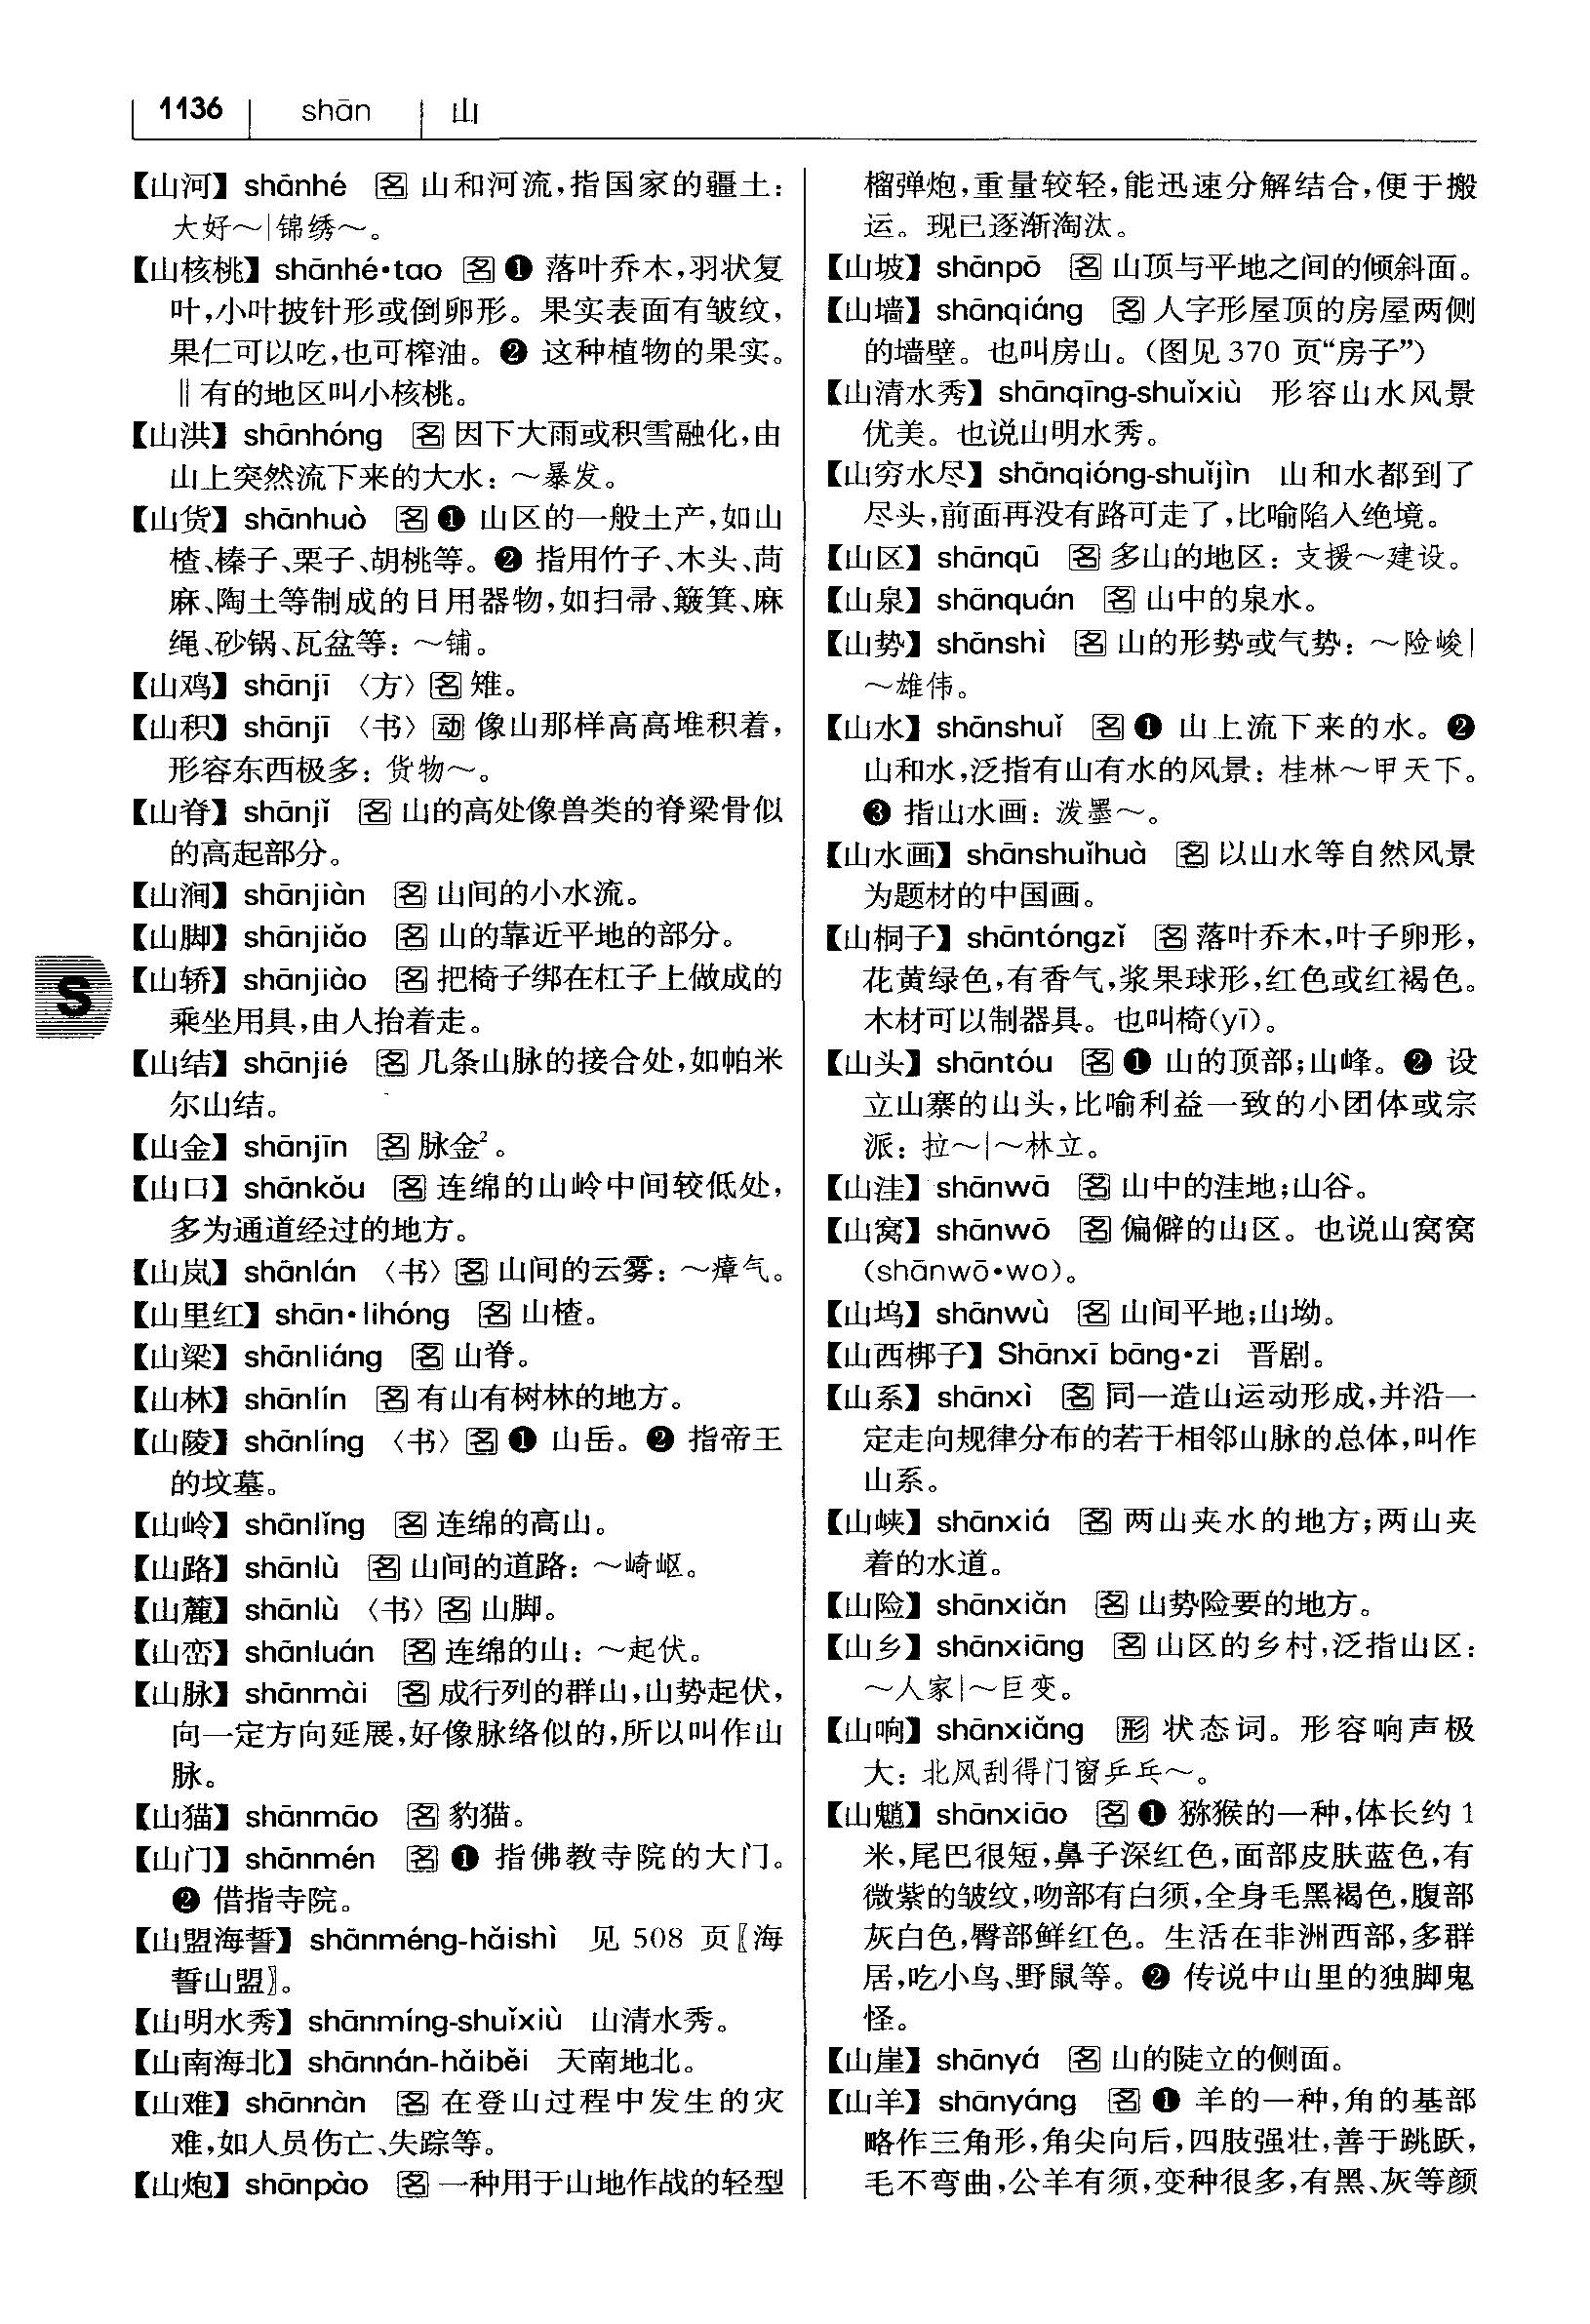 1136 shān 山
【山河】 shānhé 名 山和河流,指国家的疆土:
大好～|锦绣～。
【山核桃】 shānhé•tao 名 ❶ 落叶乔木,羽状复
叶,小叶披针形或倒卵形。果实表面有皱纹,
果仁可以吃,也可榨油。❷ 这种植物的果实。
‖有的地区叫小核桃。
【山洪】 shānhóng 名 因下大雨或积雪融化,由
山上突然流下来的大水: ～暴发。
【山货】 shānhuò 名 ❶ 山区的一般土产,如山
楂、榛子、栗子、胡桃等。❷ 指用竹子、木头、苘
麻、陶土等制成的日用器物,如扫帚、簸箕、麻
绳、砂锅、瓦盆等: ～铺。
【山鸡】 shānjī 〈方〉名 雉。
【山积】 shānjī 〈书〉动 像山那样高高堆积着,
形容东西极多: 货物～。
【山脊】 shānjǐ 名 山的高处像兽类的脊梁骨似
的高起部分。
【山涧】 shānjiàn 名 山间的小水流。
【山脚】 shānjiǎo 名 山的靠近平地的部分。
【山轿】 shānjiào 名 把椅子绑在杠子上做成的
乘坐用具,由人抬着走。
【山结】 shānjié 名 几条山脉的接合处,如帕米
尔山结。
【山金】 shānjīn 名 脉金²。
【山口】 shānkǒu 名 连绵的山岭中间较低处,
多为通道经过的地方。
【山岚】 shānlán 〈书〉名 山间的云雾: ～瘴气。
【山里红】 shān•lihóng 名 山楂。
【山梁】 shānliáng 名 山脊。
【山林】 shānlín 名 有山有树林的地方。
【山陵】 shānlíng 〈书〉名 ❶ 山岳。❷ 指帝王
的坟墓。
【山岭】 shānlǐng 名 连绵的高山。
【山路】 shānlù 名 山间的道路: ～崎岖。
【山麓】 shānlù 〈书〉名 山脚。
【山峦】 shānluán 名 连绵的山: ～起伏。
【山脉】 shānmài 名 成行列的群山,山势起伏,
向一定方向延展,好像脉络似的,所以叫作山
脉。
【山猫】 shānmāo 名 豹猫。
【山门】 shānmén 名 ❶ 指佛教寺院的大门。
❷ 借指寺院。
【山盟海誓】 shānméng-hǎishì 见 508 页〖海
誓山盟〗。
【山明水秀】 shānmíng-shuǐxiù 山清水秀。
【山南海北】 shānnán-hǎiběi 天南地北。
【山难】 shānnàn 名 在登山过程中发生的灾
难,如人员伤亡、失踪等。
【山炮】 shānpào 名 一种用于山地作战的轻型
榴弹炮,重量较轻,能迅速分解结合,便于搬
运。现已逐渐淘汰。
【山坡】 shānpō 名 山顶与平地之间的倾斜面。
【山墙】 shānqiáng 名 人字形屋顶的房屋两侧
的墙壁。也叫房山。(图见 370 页“房子”)
【山清水秀】 shānqīng-shuǐxiù 形容山水风景
优美。也说山明水秀。
【山穷水尽】 shānqióng-shuǐjìn 山和水都到了
尽头,前面再没有路可走了,比喻陷入绝境。
【山区】 shānqū 名 多山的地区: 支援～建设。
【山泉】 shānquán 名 山中的泉水。
【山势】 shānshì 名 山的形势或气势: ～险峻|
～雄伟。
【山水】 shānshuǐ 名 ❶ 山上流下来的水。❷
山和水,泛指有山有水的风景: 桂林～甲天下。
❸ 指山水画: 泼墨～。
【山水画】 shānshuǐhuà 名 以山水等自然风景
为题材的中国画。
【山桐子】 shāntóngzǐ 名 落叶乔木,叶子卵形,
花黄绿色,有香气,浆果球形,红色或红褐色。
木材可以制器具。也叫椅(yī)。
【山头】 shāntóu 名 ❶ 山的顶部;山峰。❷ 设
立山寨的山头,比喻利益一致的小团体或宗
派: 拉～|～林立。
【山洼】 shānwā 名 山中的洼地;山谷。
【山窝】 shānwō 名 偏僻的山区。也说山窝窝
(shānwō•wo)。
【山坞】 shānwù 名 山间平地;山坳。
【山西梆子】 Shānxī bāng•zi 晋剧。
【山系】 shānxì 名 同一造山运动形成,并沿一
定走向规律分布的若干相邻山脉的总体,叫作
山系。
【山峡】 shānxiá 名 两山夹水的地方;两山夹
着的水道。
【山险】 shānxiǎn 名 山势险要的地方。
【山乡】 shānxiāng 名 山区的乡村,泛指山区:
～人家|～巨变。
【山响】 shānxiǎng 形 状态词。形容响声极
大: 北风刮得门窗乒乓～。
【山魈】 shānxiāo 名 ❶ 猕猴的一种,体长约 1
米,尾巴很短,鼻子深红色,面部皮肤蓝色,有
微紫的皱纹,吻部有白须,全身毛黑褐色,腹部
灰白色,臀部鲜红色。生活在非洲西部,多群
居,吃小鸟、野鼠等。❷ 传说中山里的独脚鬼
怪。
【山崖】 shānyá 名 山的陡立的侧面。
【山羊】 shānyáng 名 ❶ 羊的一种,角的基部
略作三角形,角尖向后,四肢强壮,善于跳跃,
毛不弯曲,公羊有须,变种很多,有黑、灰等颜
S